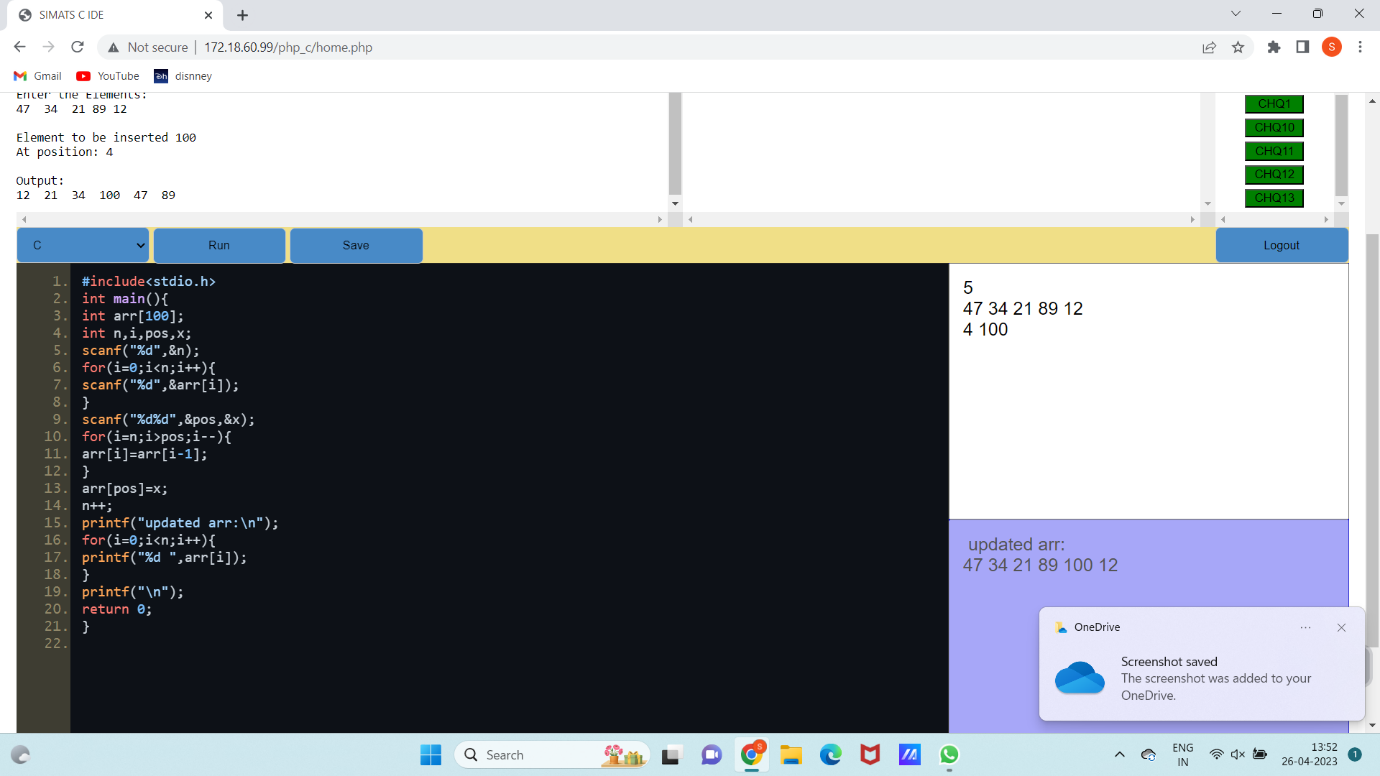 SIMATS C IDE
Not secure
172.18.60.99/php_c/home.php
S
Gmail
YouTube
disnney
Enter the Elements:
47 34 21 89 12
Element to be inserted 100
At position: 4
Output:
12 21 34 100 47 89
CHQ1
CHQ10
CHQ11
CHQ12
CHQ13
C
Run
Save
Logout
1. #include<stdio.h>
2. int main(){
3. int arr[100];
4. int n,i,pos,x;
5. scanf("%d",&n);
6. for(i=0;i<n;i++){
7. scanf("%d",&arr[i]);
8. }
9. scanf("%d%d",&pos,&x);
10. for(i=n;i>pos;i--){
11. arr[i]=arr[i-1];
12. }
13. arr[pos]=x;
14. n++;
15. printf("updated arr:\n");
16. for(i=0;i<n;i++){
17. printf("%d ",arr[i]);
18. }
19. printf("\n");
20. return 0;
21. }
22.
5
47 34 21 89 12
4 100
updated arr:
47 34 21 89 100 12
OneDrive
Screenshot saved
The screenshot was added to your
OneDrive.
Search
ENG
IN
13:52
26-04-2023
1